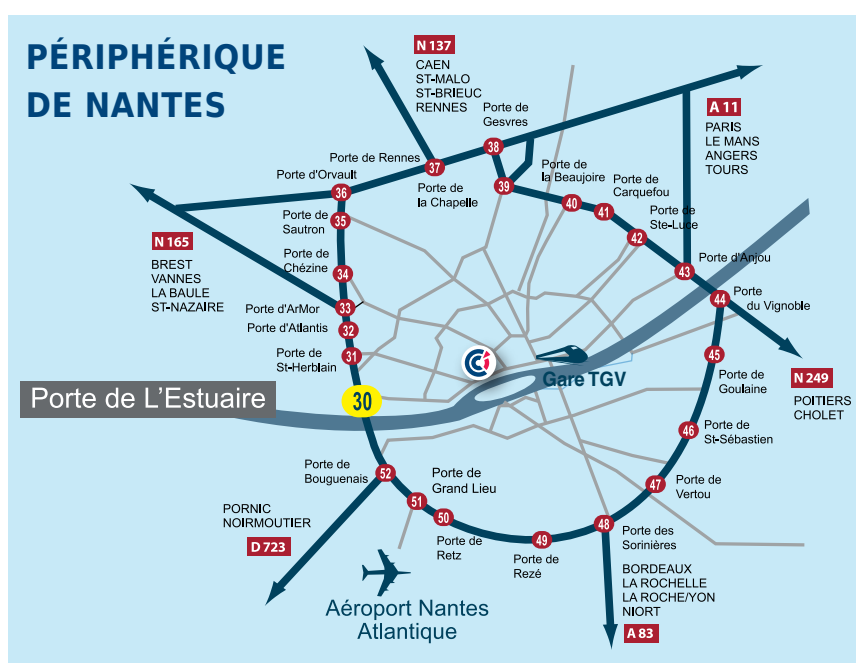 PÉRIPHÉRIQUE
DE NANTES
N 137
CAEN
ST-MALO
ST-BRIEUC
RENNES
Porte de
Gesvres
38
A 11
PARIS
LE MANS
ANGERS
TOURS
Porte de Rennes
37
Porte de
la Chapelle
Porte d'Orvault
36
39
Porte de
la Beaujoire
40
Porte de
Carquefou
41
Porte de
Ste-Luce
42
Porte de
Sautron
35
N 165
BREST
VANNES
LA BAULE
ST-NAZAIRE
Porte de
Chézine
34
Porte d'Anjou
43
44
Porte
du Vignoble
Porte d'ArMor
33
Porte d'Atlantis
32
Porte de
St-Herblain
31
Gare TGV
45
Porte de
Goulaine
N 249
POITIERS
CHOLET
Porte de L'Estuaire
30
46
Porte de
St-Sébastien
Porte de
Bouguenais
52
Porte de
Grand Lieu
51
47
Porte de
Vertou
PORNIC
NOIRMOUTIER
D 723
50
Porte de
Retz
49
Porte de
Rezé
48
Porte des
Sorinières
BORDEAUX
LA ROCHELLE
LA ROCHE/YON
NIORT
A 83
Aéroport Nantes
Atlantique